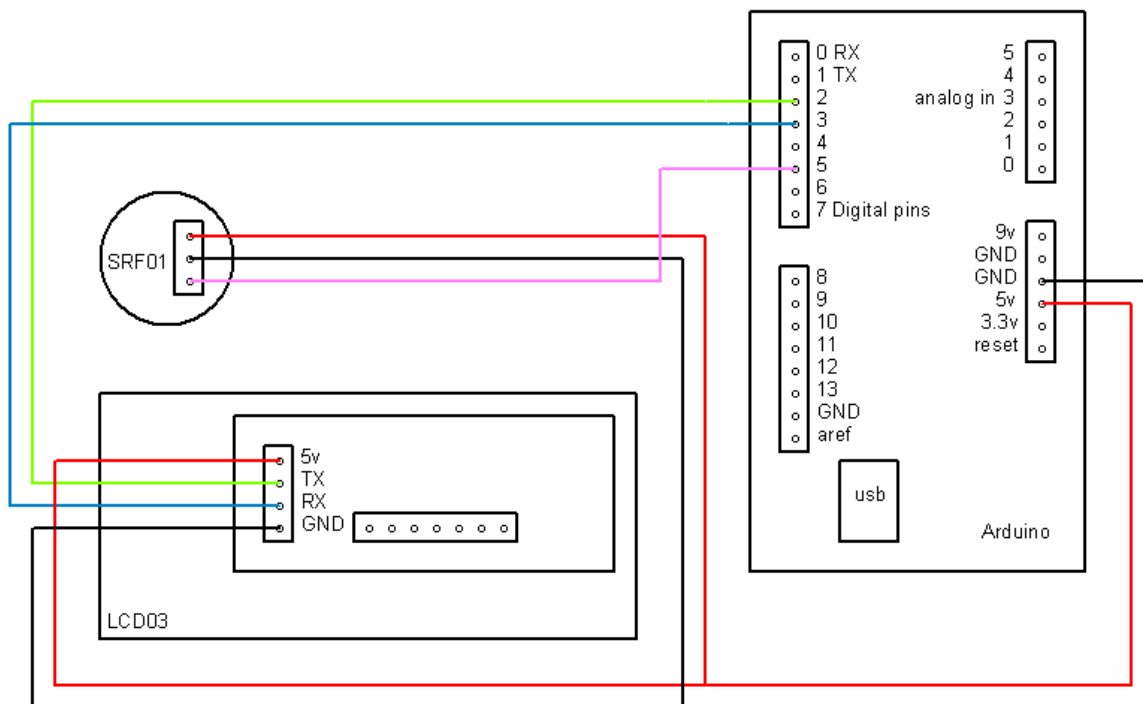 0 RX
1 TX
2
3
4
5
6
7 Digital pins
5
4
analog in 3
2
1
0
SRF01
9v
GND
GND
5v
3.3v
reset
8
9
10
11
12
13
GND
aref
usb
Arduino
5v
TX
RX
GND
LCD03